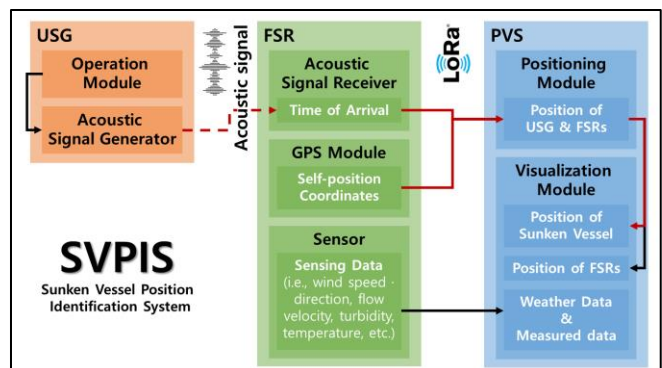 USG
Operation
Module
Acoustic
Signal Generator
Acoustic signal
FSR
Acoustic
Signal Receiver
Time of Arrival
GPS Module
Self-position
Coordinates
Sensor
Sensing Data
(i.e., wind speed ·
direction, flow
velocity, turbidity,
temperature, etc.)
LoRa
PVS
Positioning
Module
Position of
USG & FSRs
Visualization
Module
Position of
Sunken Vessel
Position of FSRs
Weather Data
&
Measured data
SVPIS
Sunken Vessel Position
Identification System